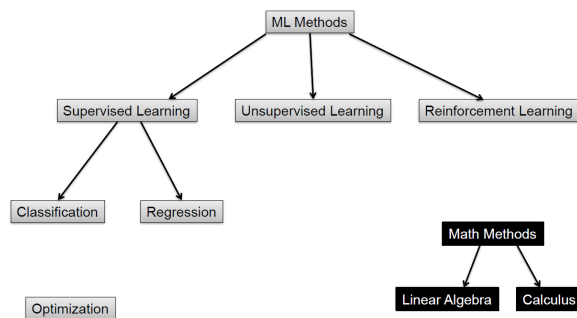 ML Methods
Supervised Learning
Unsupervised Learning
Reinforcement Learning
Classification
Regression
Math Methods
Linear Algebra
Calculus
Optimization